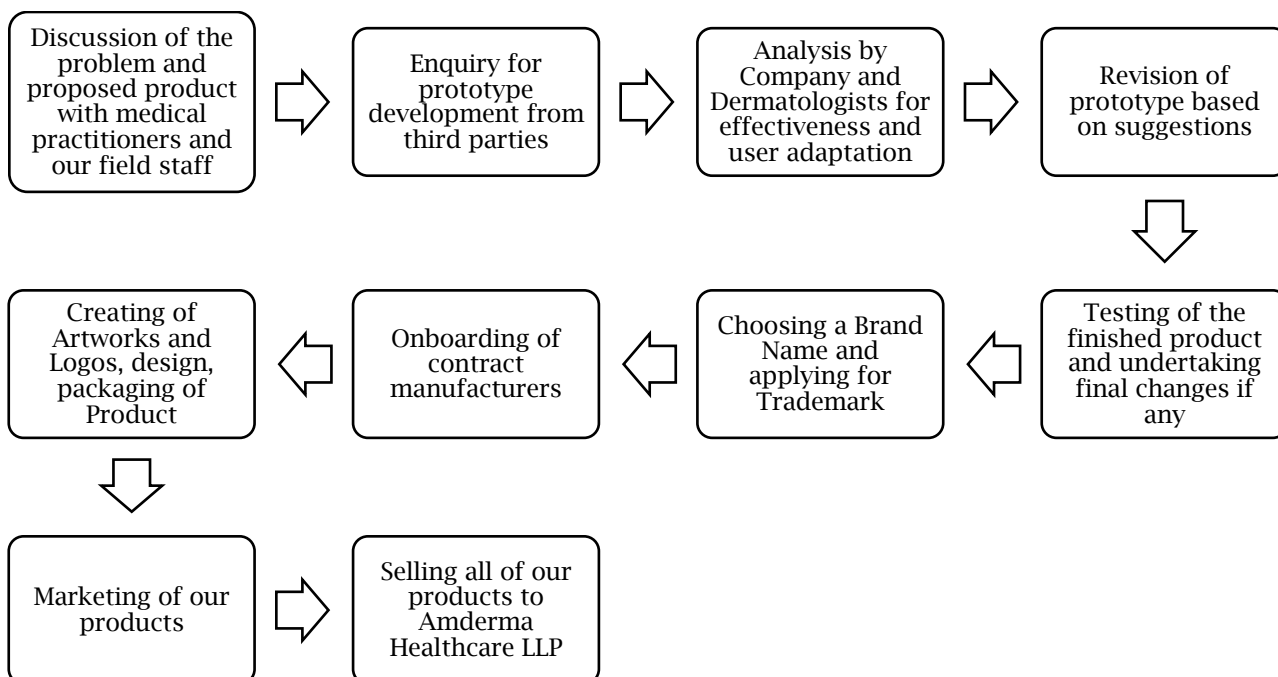 Discussion of the
problem and
proposed product
with medical
practitioners and
our field staff
Enquiry for
prototype
development from
third parties
Analysis by
Company and
Dermatologists for
effectiveness and
user adaptation
Revision of
prototype based
on suggestions
Testing of the
finished product
and undertaking
final changes if
any
Choosing a Brand
Name and
applying for
Trademark
Onboarding of
contract
manufacturers
Creating of
Artworks and
Logos, design,
packaging of
Product
Marketing of our
products
Selling all of our
products to
Amderma
Healthcare LLP